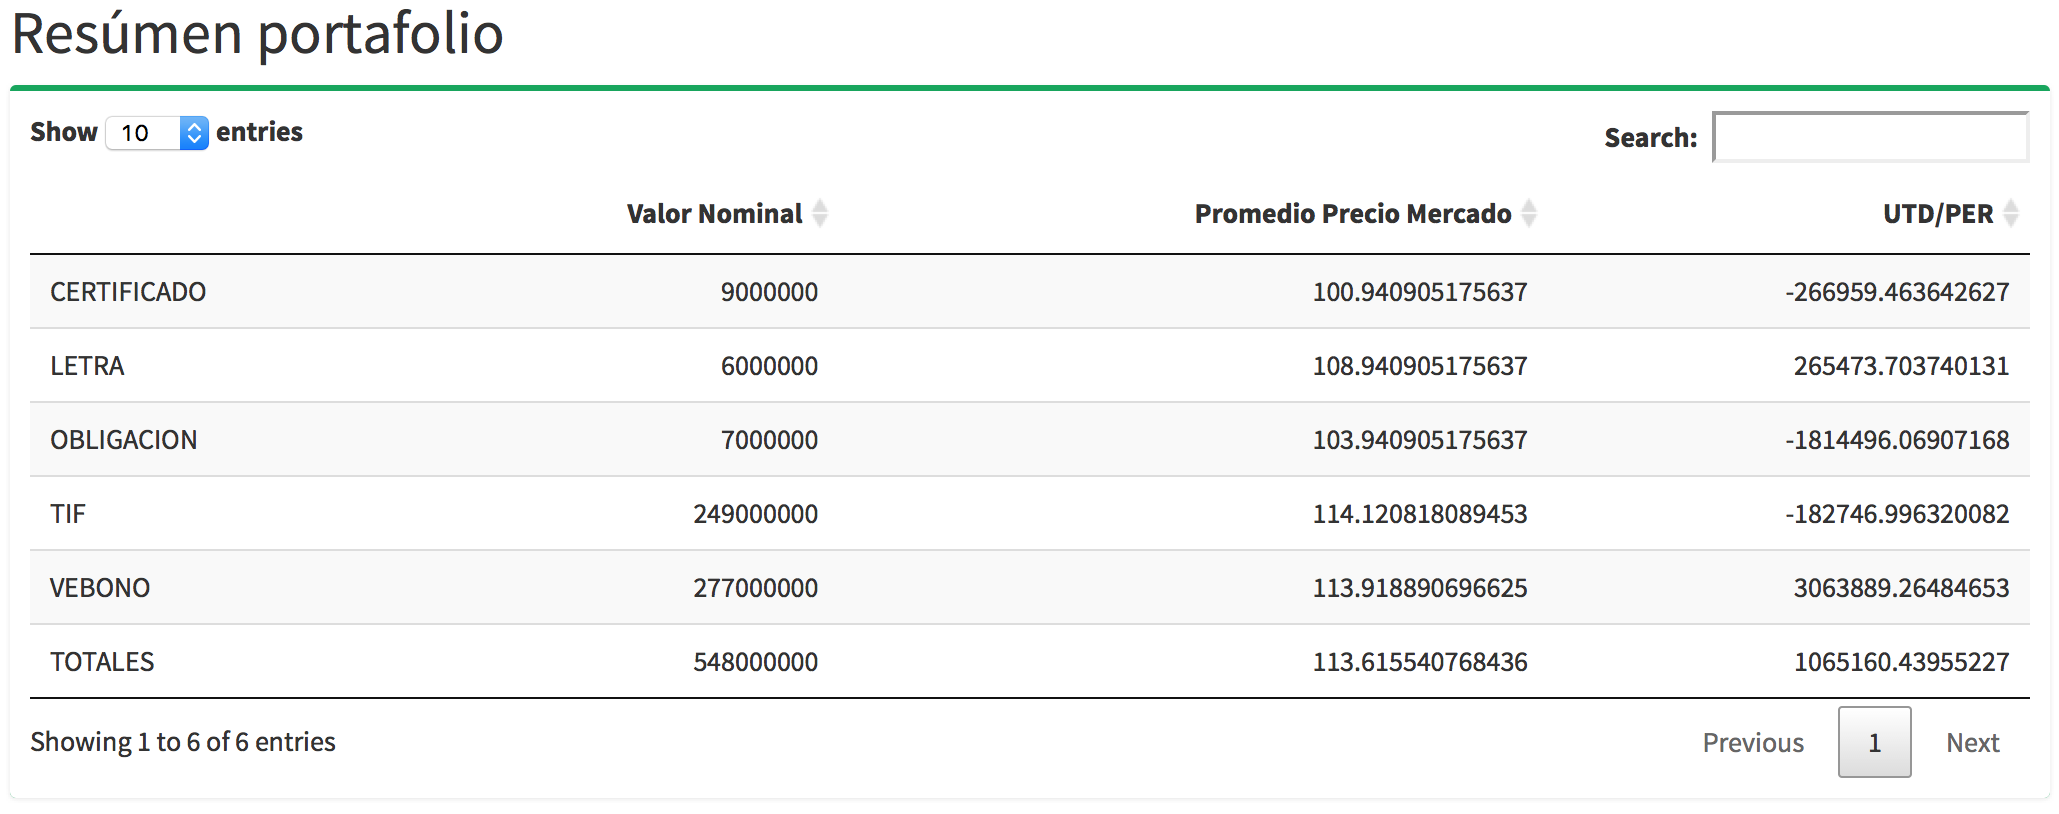 Resúmen portafolio
Show 10 entries Search:
Valor Nominal Promedio Precio Mercado UTD/PER
CERTIFICADO 9000000 100.940905175637 -266959.463642627
LETRA 6000000 108.940905175637 265473.703740131
OBLIGACION 7000000 103.940905175637 -1814496.06907168
TIF 249000000 114.120818089453 -182746.996320082
VEBONO 277000000 113.918890696625 3063889.26484653
TOTALES 548000000 113.615540768436 1065160.43955227
Showing 1 to 6 of 6 entries Previous 1 Next